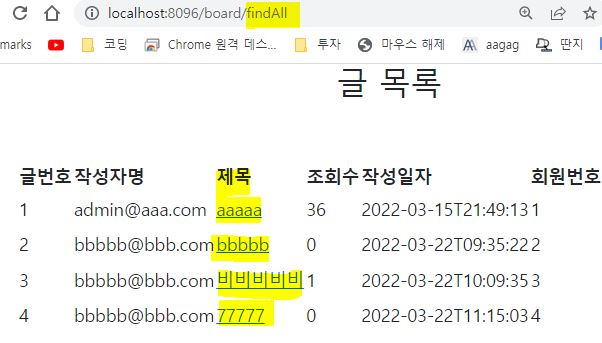 localhost:8096/board/findAll
marks 코딩 Chrome 원격 데스... 투자 마우스 해제 aagag 딴지
글 목록
글번호 작성자명 제목 조회수 작성일자 회원번호
1 admin@aaa.com aaaaa 36 2022-03-15T21:49:13 1
2 bbbbb@bbb.com bbbbb 0 2022-03-22T09:35:22 2
3 bbbbb@bbb.com 비비비비비 1 2022-03-22T10:09:35 3
4 bbbbb@bbb.com 77777 0 2022-03-22T11:15:03 4